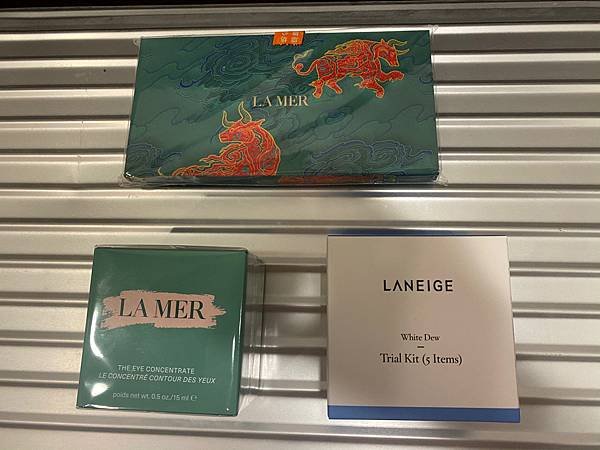 LA MER
LA MER
THE EYE CONCENTRATE
LE CONCENTRÉ CONTOUR DES YEUX
poids net wt. 0.5 oz./15 ml ℮
LANEIGE
White Dew
Trial Kit (5 Items)